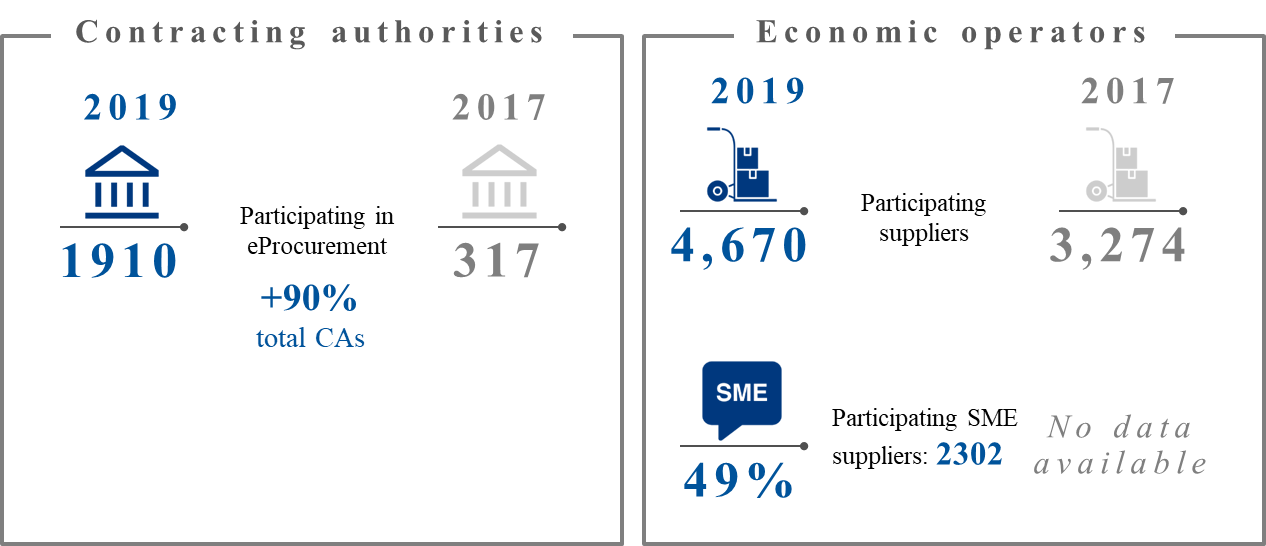 Contracting authorities
2019
2017
Participating in
eProcurement
1910
317
+90%
total CAs
Economic operators
2019
2017
Participating
suppliers
4,670
3,274
SME
Participating SME
suppliers: 2302
49%
No data
available